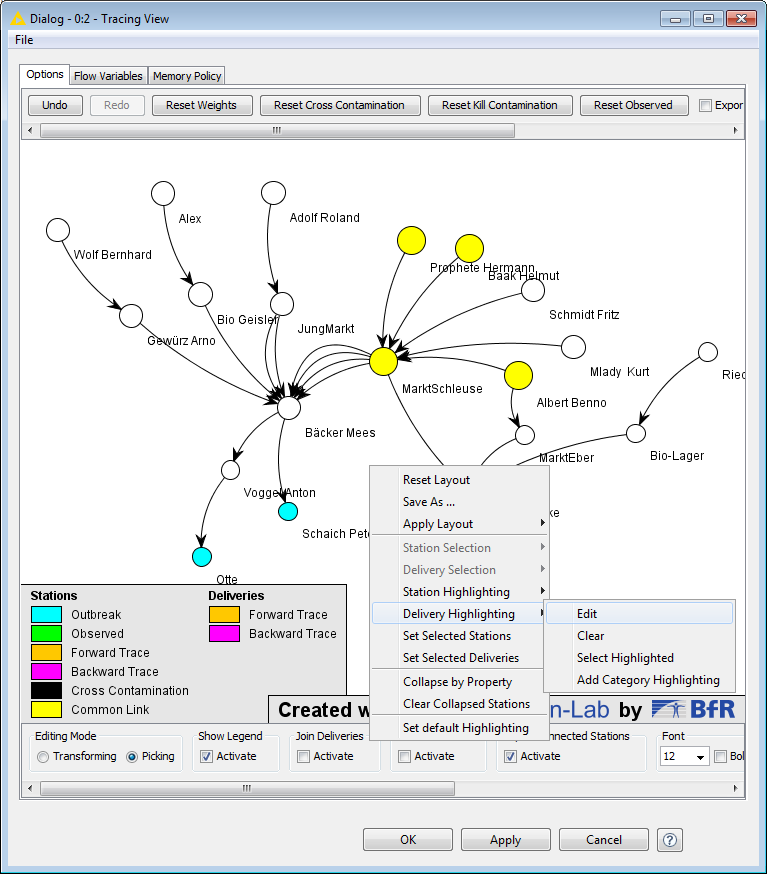 Dialog - 0:2 - Tracing View
File
Options Flow Variables Memory Policy
Undo Redo Reset Weights Reset Cross Contamination Reset Kill Contamination Reset Observed Expor
Alex
Adolf Roland
Wolf Bernhard
Prophete Hermann
Baak Helmut
Bio Geisler
JungMarkt
Schmidt Fritz
Gewürz Arno
Mlady Kurt
Ried
MarktSchleuse
Albert Benno
Bäcker Mees
MarktEber
Bio-Lager
Vogge Anton
Schaich Pete
ke
Otte
Reset Layout
Save As ...
Apply Layout
Station Selection
Delivery Selection
Station Highlighting
Delivery Highlighting
Set Selected Stations
Set Selected Deliveries
Collapse by Property
Clear Collapsed Stations
Set default Highlighting
Edit
Clear
Select Highlighted
Add Category Highlighting
Stations Deliveries
Outbreak Forward Trace
Observed Backward Trace
Forward Trace
Backward Trace
Cross Contamination
Common Link
Created w n-Lab by BfR
Editing Mode Show Legend Join Deliveries nnected Stations Font
Transforming Picking Activate Activate Activate Activate 12 Bol
OK Apply Cancel ?